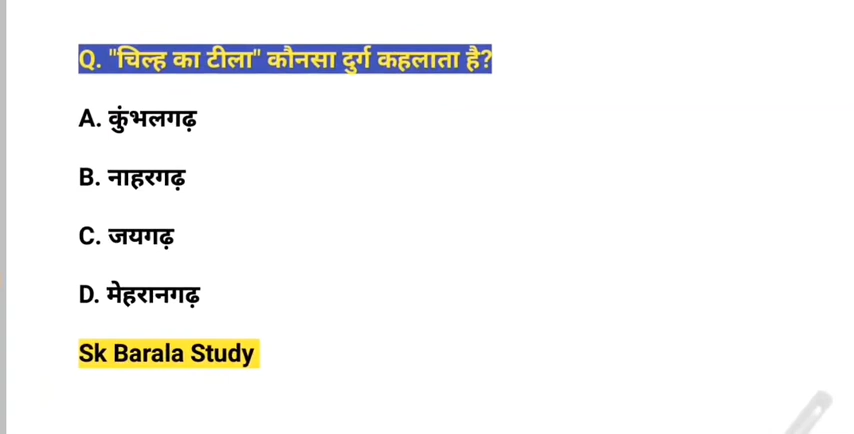 Q. "चिल्ह का टीला" कौनसा दुर्ग कहलाता है?
A. कुंभलगढ़
B. नाहरगढ़
C. जयगढ़
D. मेहरानगढ़
Sk Barala Study